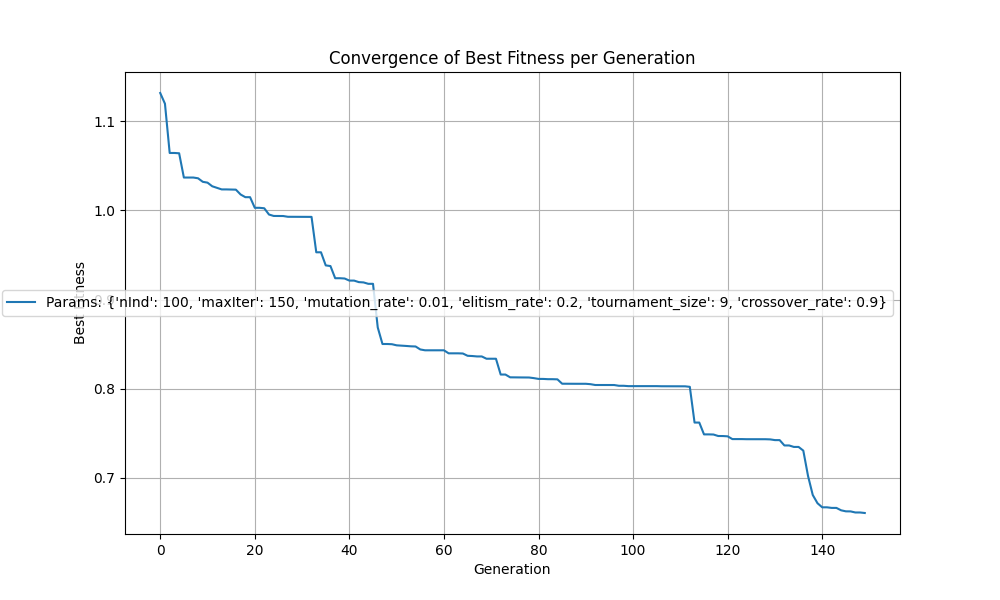 Convergence of Best Fitness per Generation
1.1
1.0
Params: {'nInd': 100, 'maxIter': 150, 'mutation_rate': 0.01, 'elitism_rate': 0.2, 'tournament_size': 9, 'crossover_rate': 0.9}
0.8
0.7
0 20 40 60 80 100 120 140
Generation